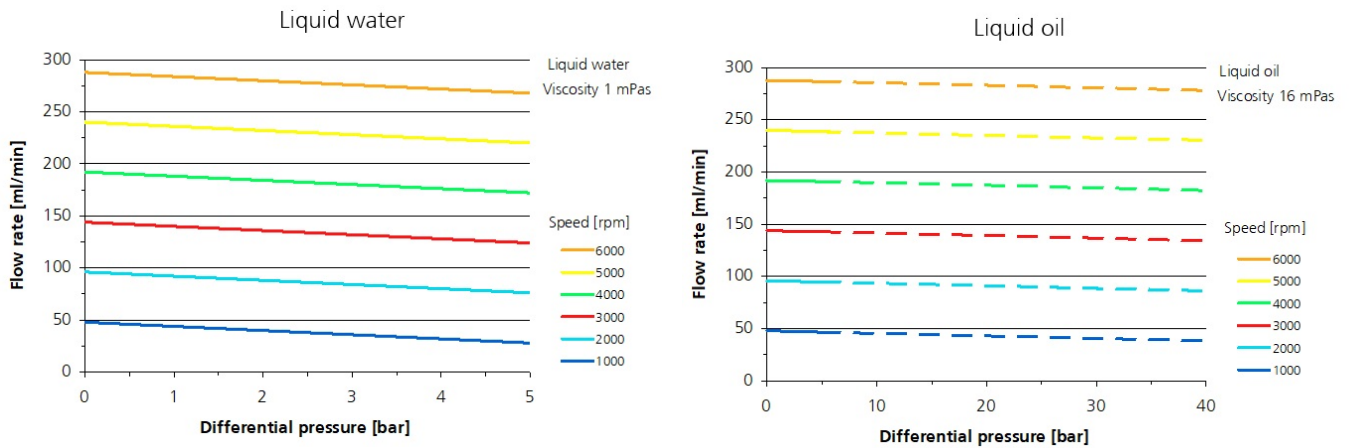 Liquid water
300
250
200
150
100
50
0
Flow rate [ml/min]
0 1 2 3 4 5
Differential pressure [bar]
Liquid water
Viscosity 1 mPas
Speed [rpm]
6000
5000
4000
3000
2000
1000
Liquid oil
300
250
200
150
100
50
0
Flow rate [ml/min]
0 10 20 30 40
Differential pressure [bar]
Liquid oil
Viscosity 16 mPas
Speed [rpm]
6000
5000
4000
3000
2000
1000